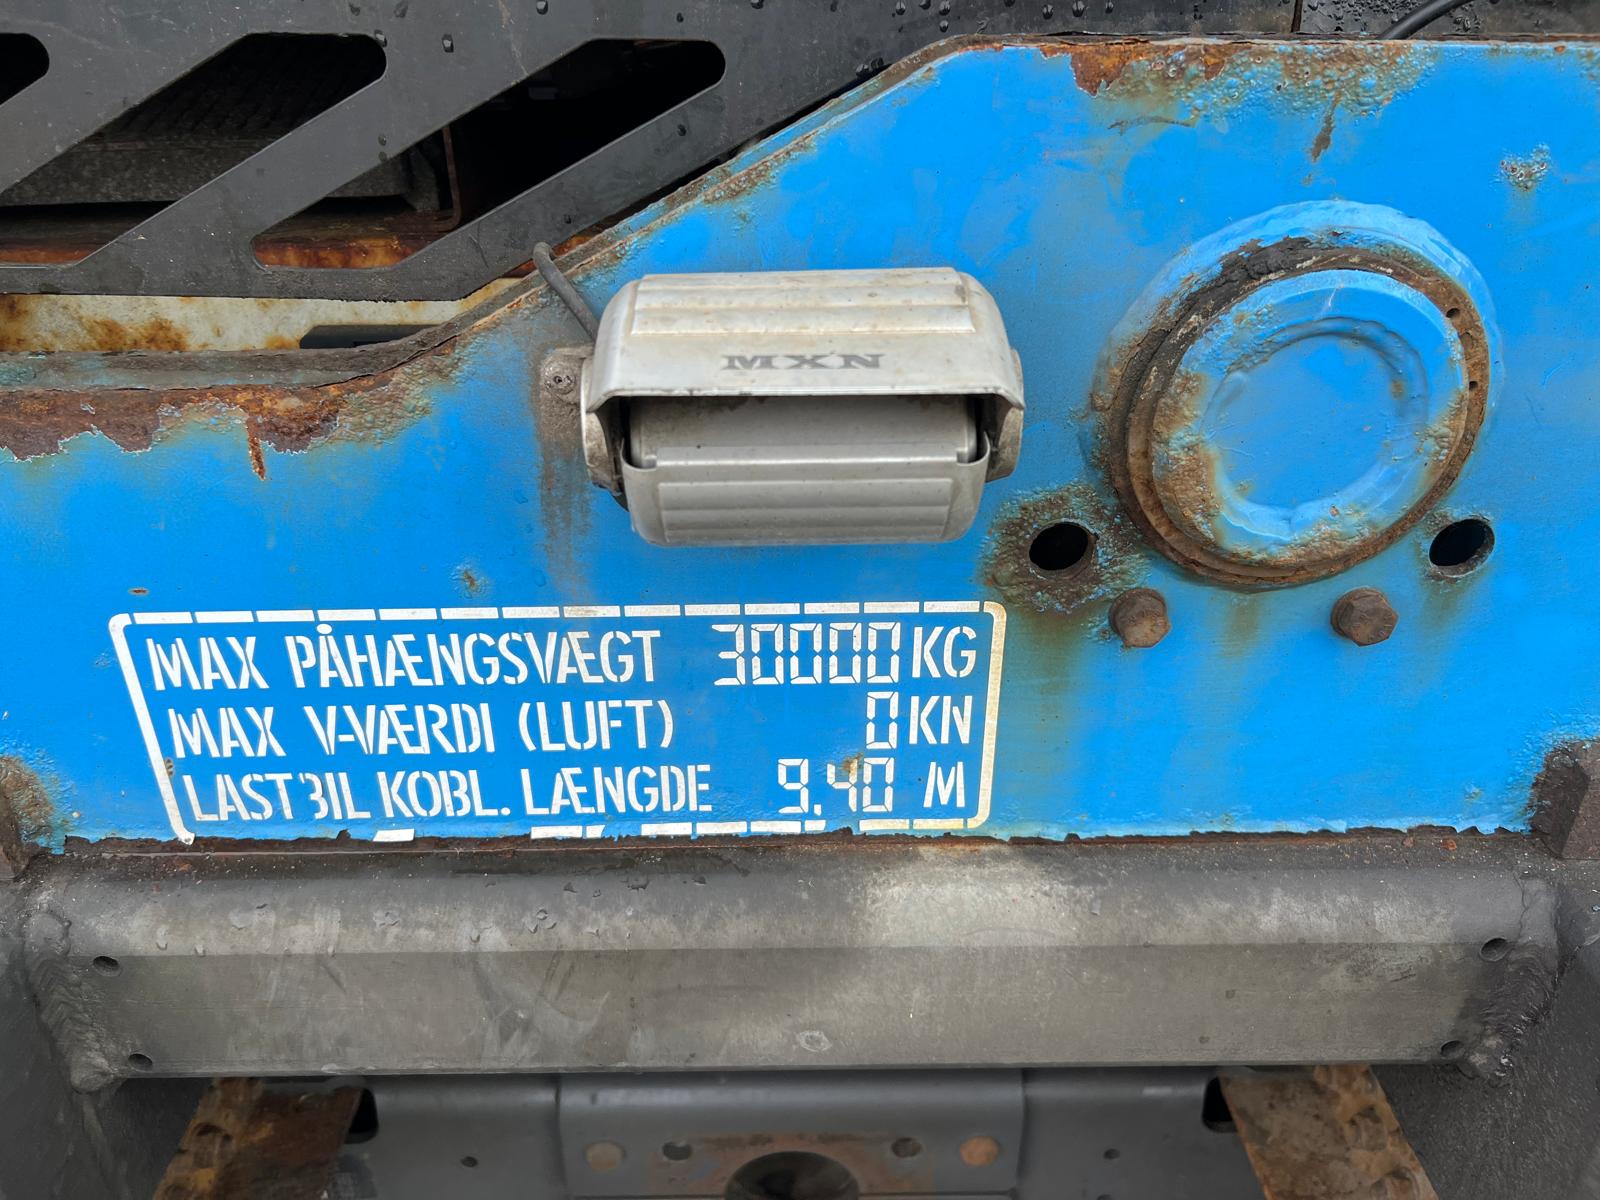 MXN
MAX PÅHÆNGSVÆGT 30000 KG
MAX V-VÆRDI (LUFT) 0 KN
LASTBIL KOBL. LÆNGDE 9.40 M